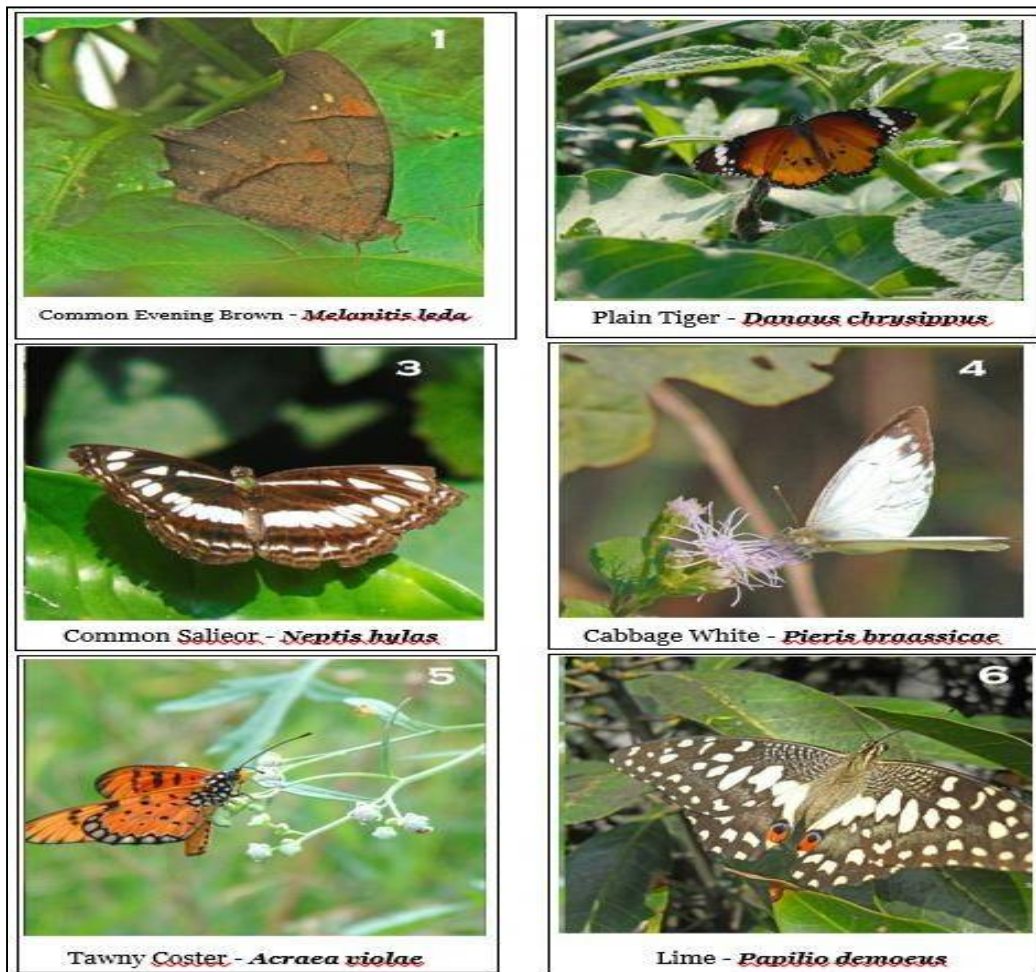 1
Common Evening Brown - Melanitis leda
2
Plain Tiger - Danaus chrysippus
3
Common Salieor - Neptis hylas
4
Cabbage White - Pieris braassicae
5
Tawny Coster - Acraea violae
6
Lime - Papilio demoeus